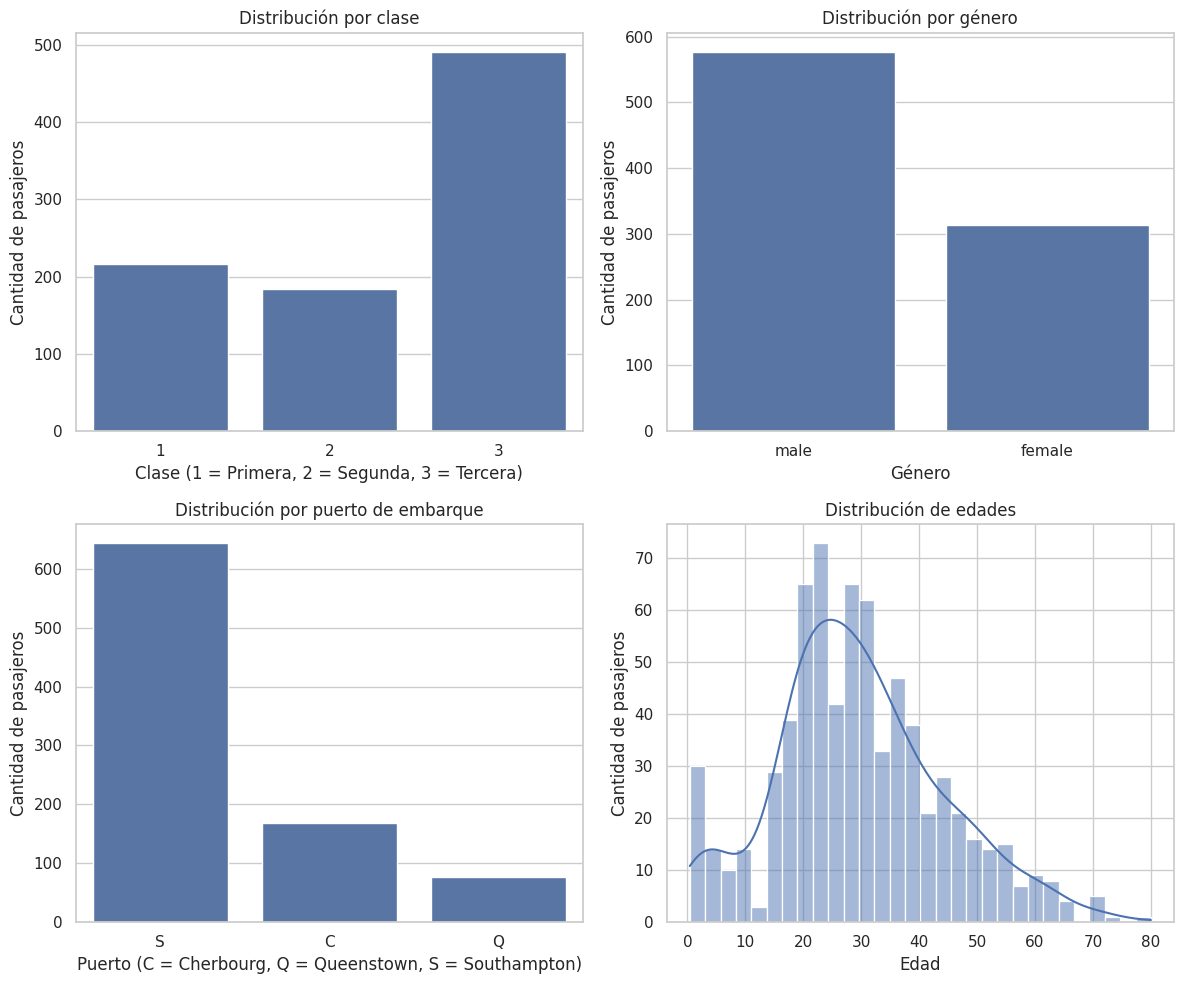 Distribución por clase
500
400
300
200
100
0
Cantidad de pasajeros
1 2 3
Clase (1 = Primera, 2 = Segunda, 3 = Tercera)
Distribución por género
600
500
400
300
200
100
0
Cantidad de pasajeros
male female
Género
Distribución por puerto de embarque
600
500
400
300
200
100
0
Cantidad de pasajeros
S C Q
Puerto (C = Cherbourg, Q = Queenstown, S = Southampton)
Distribución de edades
70
60
50
40
30
20
10
0
Cantidad de pasajeros
0 10 20 30 40 50 60 70 80
Edad